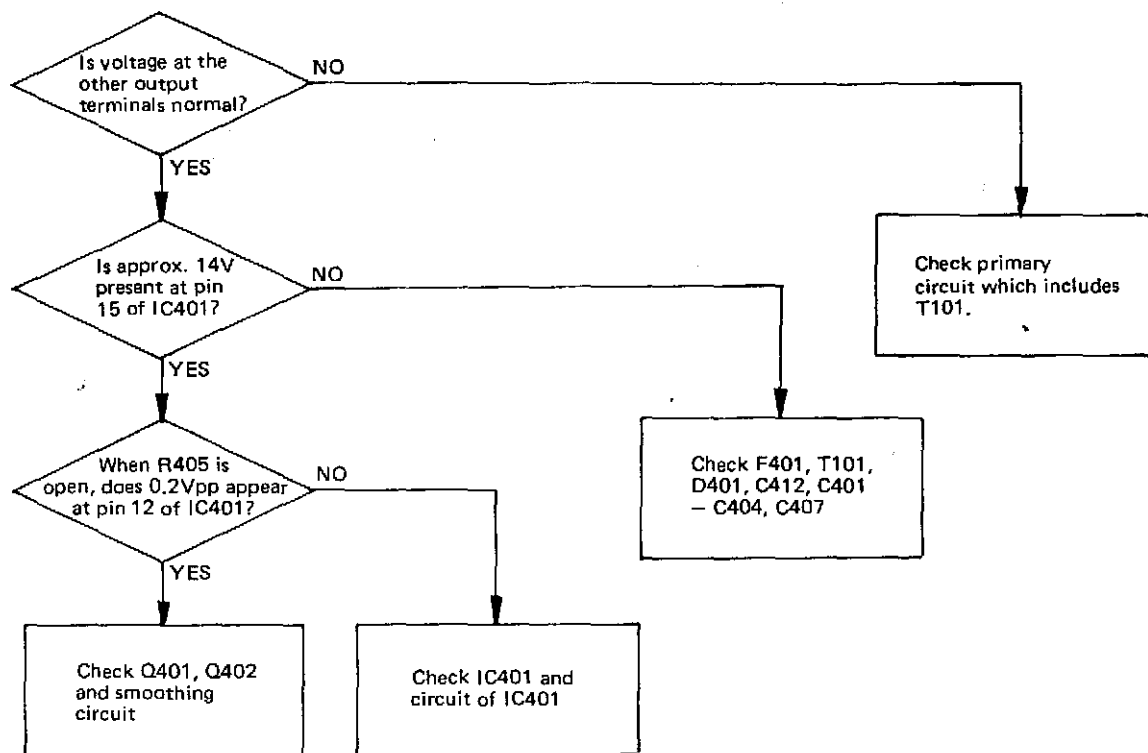 Is voltage at the
other output
terminals normal?
NO
YES
Is approx. 14V
present at pin
15 of IC401?
NO
YES
Check primary
circuit which includes
T101.
When R405 is
open, does 0.2Vpp appear
at pin 12 of IC401?
NO
YES
Check F401, T101,
D401, C412, C401
– C404, C407
Check Q401, Q402
and smoothing
circuit
Check IC401 and
circuit of IC401